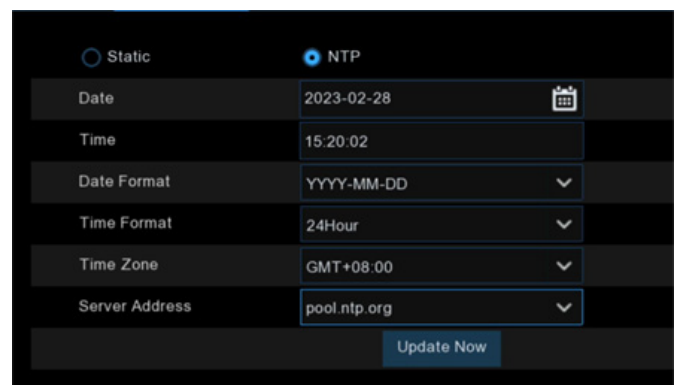 Static NTP
Date 2023-02-28
Time 15:20:02
Date Format YYYY-MM-DD
Time Format 24Hour
Time Zone GMT+08:00
Server Address pool.ntp.org
Update Now